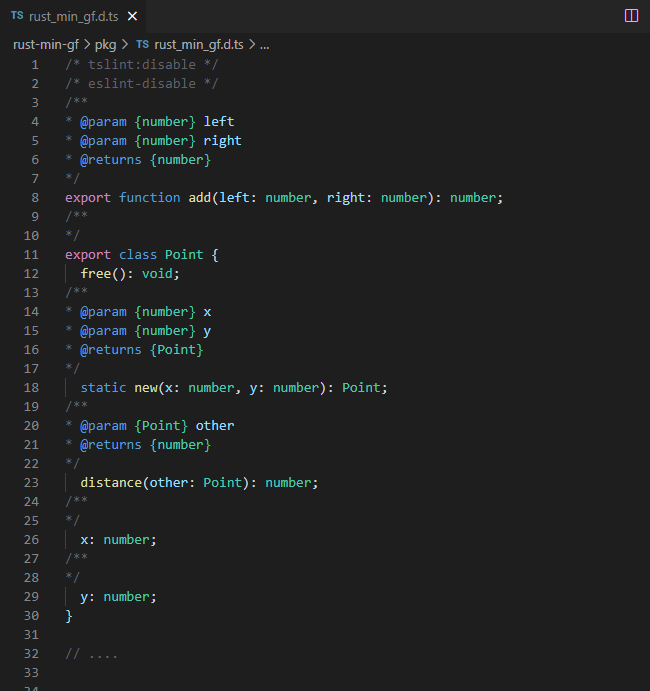 TS rust_min_gf.d.ts ×
rust-min-gf > pkg > TS rust_min_gf.d.ts > ...
1 /* tslint:disable */
2 /* eslint-disable */
3 /**
4 * @param {number} left
5 * @param {number} right
6 * @returns {number}
7 */
8 export function add(left: number, right: number): number;
9 /**
10 */
11 export class Point {
12   free(): void;
13 /**
14 * @param {number} x
15 * @param {number} y
16 * @returns {Point}
17 */
18   static new(x: number, y: number): Point;
19 /**
20 * @param {Point} other
21 * @returns {number}
22 */
23   distance(other: Point): number;
24 /**
25 */
26   x: number;
27 /**
28 */
29   y: number;
30 }
31
32 // ....
33
34